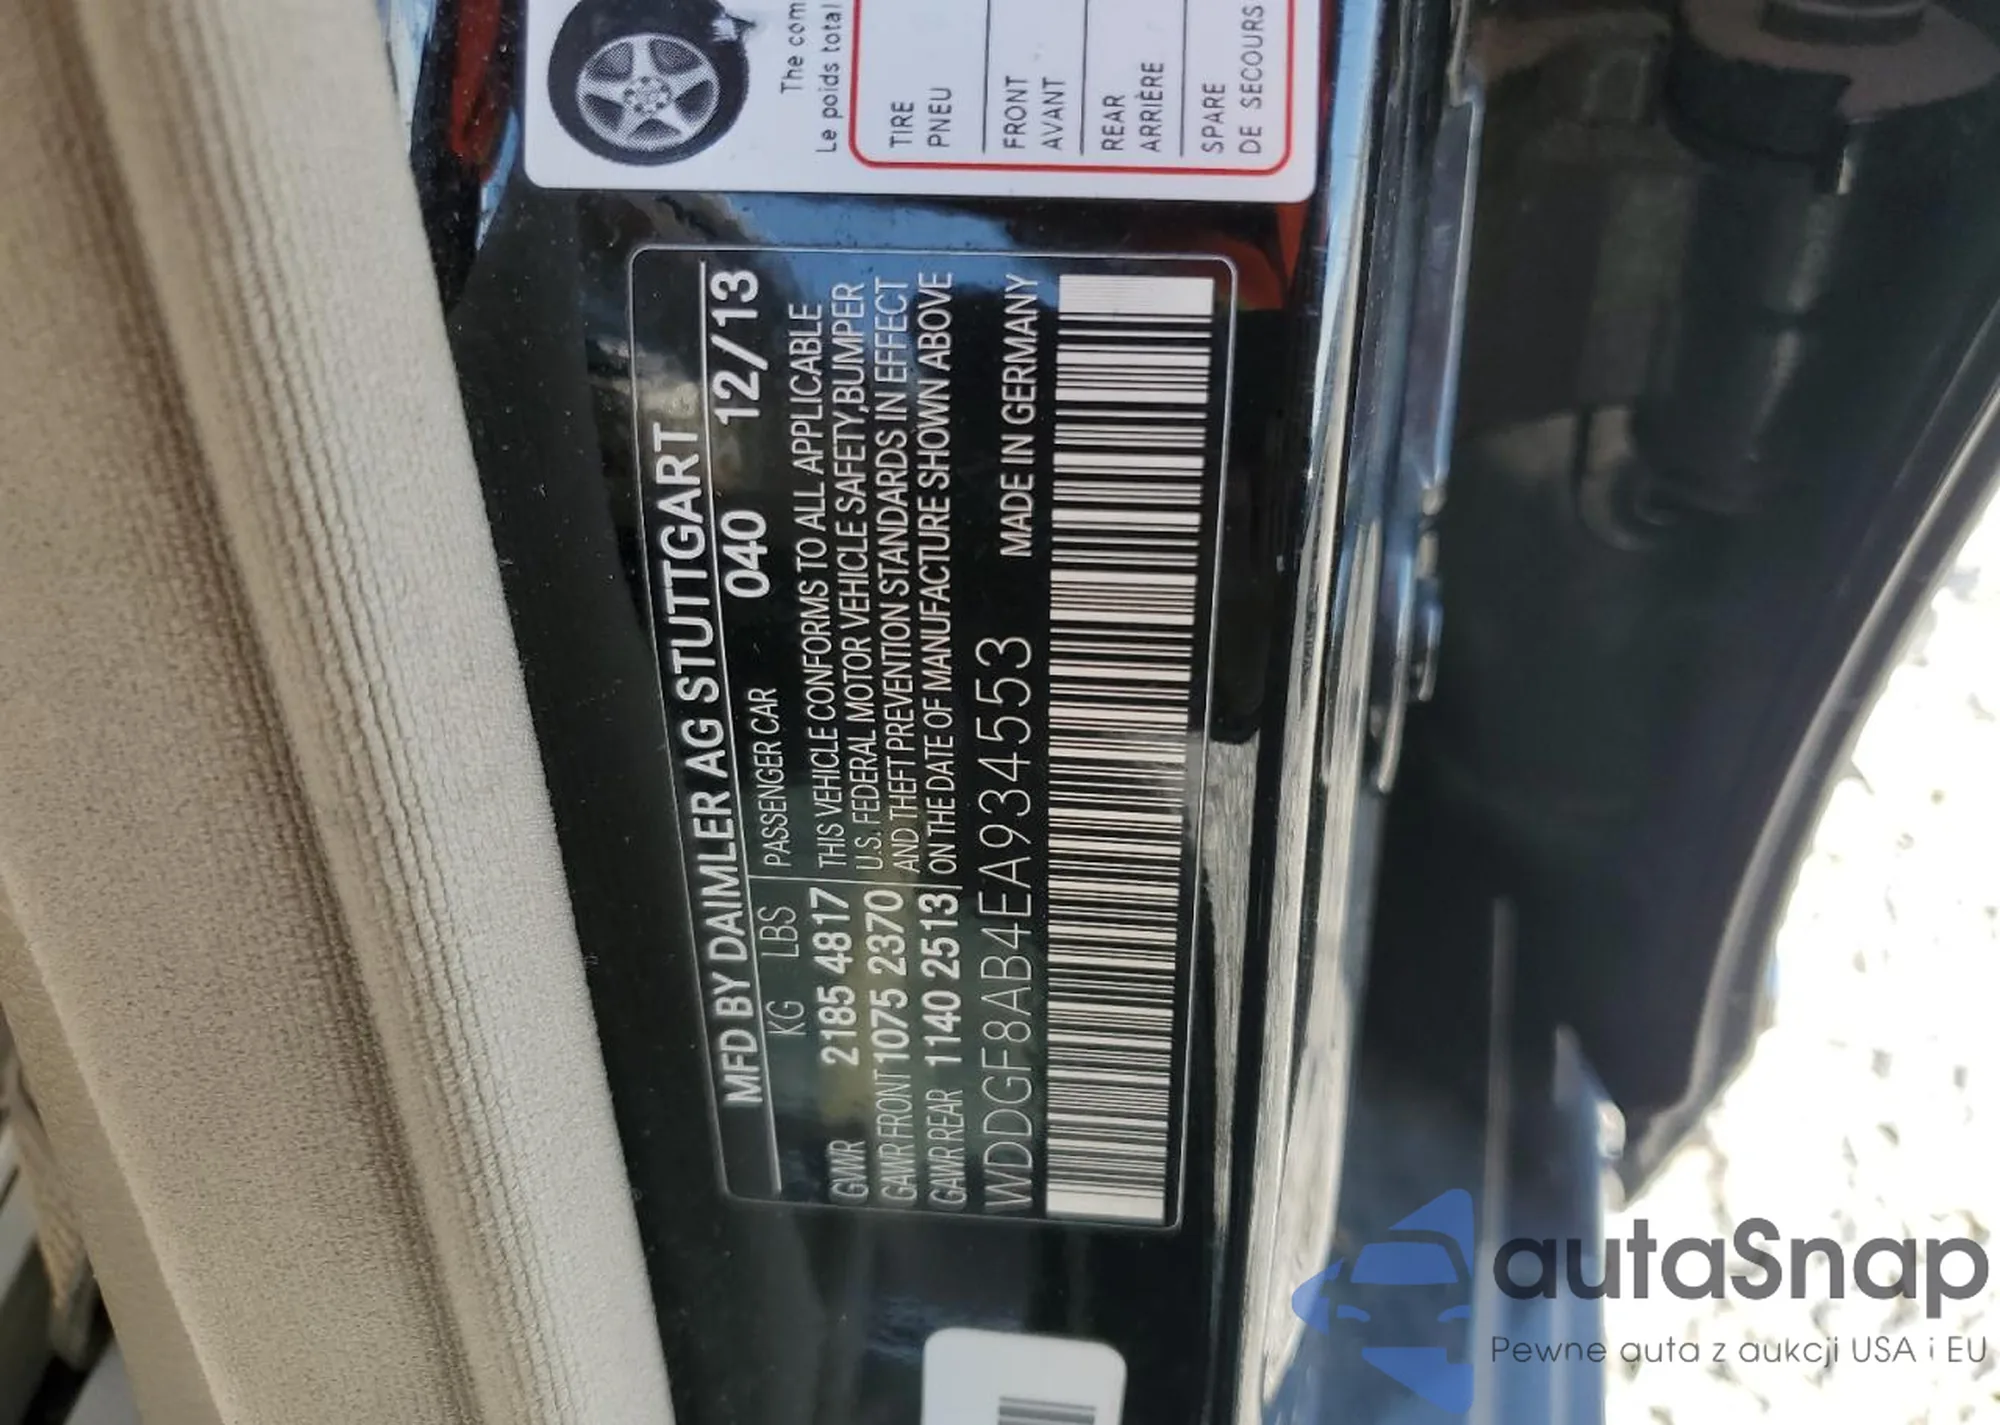 The com
Le poids total
TIRE
PNEU
FRONT
AVANT
REAR
ARRIÈRE
SPARE
DE SECOURS
MFD BY DAIMLER AG STUTTGART
KG LBS PASSENGER CAR 040 12/13
GVWR 2185 4817 THIS VEHICLE CONFORMS TO ALL APPLICABLE
GAWR FRONT 1075 2370 U.S. FEDERAL MOTOR VEHICLE SAFETY,BUMPER
AND THEFT PREVENTION STANDARDS IN EFFECT
GAWR REAR 1140 2513 ON THE DATE OF MANUFACTURE SHOWN ABOVE
WDDGF8AB4EA934553 MADE IN GERMANY
autaSnap
Pewne auta z aukcji USA i EU